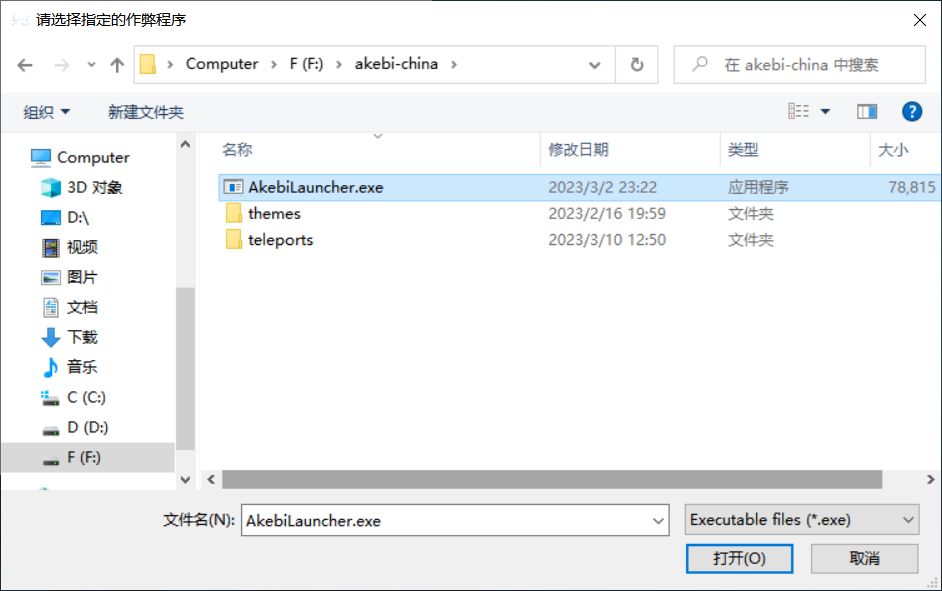 请选择指定的作弊程序
Computer F (F:) akebi-china
在 akebi-china 中搜索
组织 新建文件夹
名称 修改日期 类型 大小
Computer
3D 对象
D:\
视频
图片
文档
下载
音乐
C (C:)
D (D:)
F (F:)
AkebiLauncher.exe 2023/3/2 23:22 应用程序 78,815
themes 2023/2/16 19:59 文件夹
teleports 2023/3/10 12:50 文件夹
文件名(N): AkebiLauncher.exe Executable files (*.exe)
打开(O) 取消